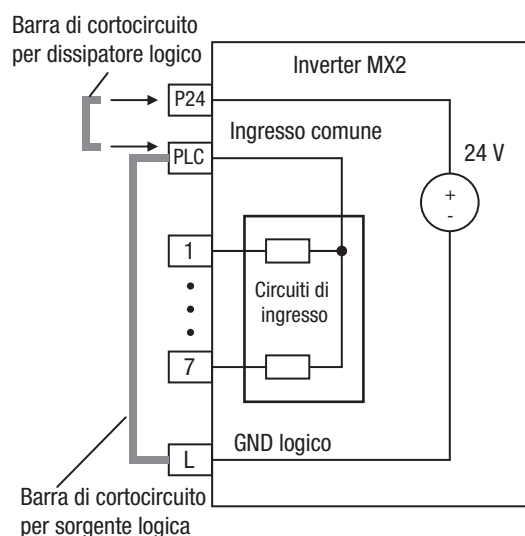 Barra di cortocircuito
per dissipatore logico
Inverter MX2
P24
Ingresso comune
PLC
24 V
+
-
1
Circuiti di
ingresso
7
GND logico
L
Barra di cortocircuito
per sorgente logica